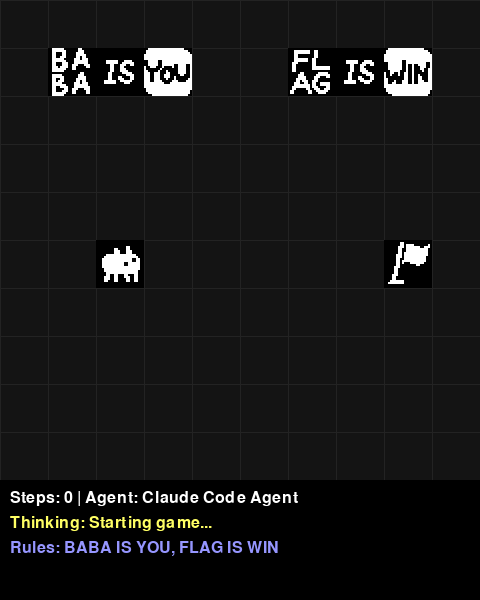 BA BA IS YOU FL AG IS WIN
Steps: 0 | Agent: Claude Code Agent
Thinking: Starting game...
Rules: BABA IS YOU, FLAG IS WIN